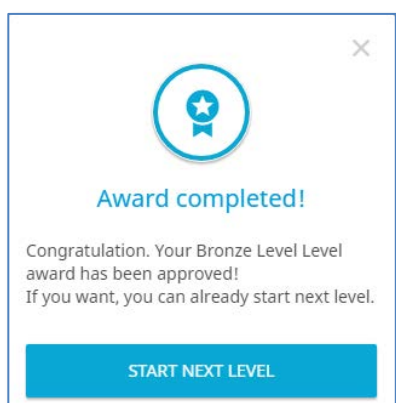 Award completed!
Congratulation. Your Bronze Level Level
award has been approved!
If you want, you can already start next level.
START NEXT LEVEL